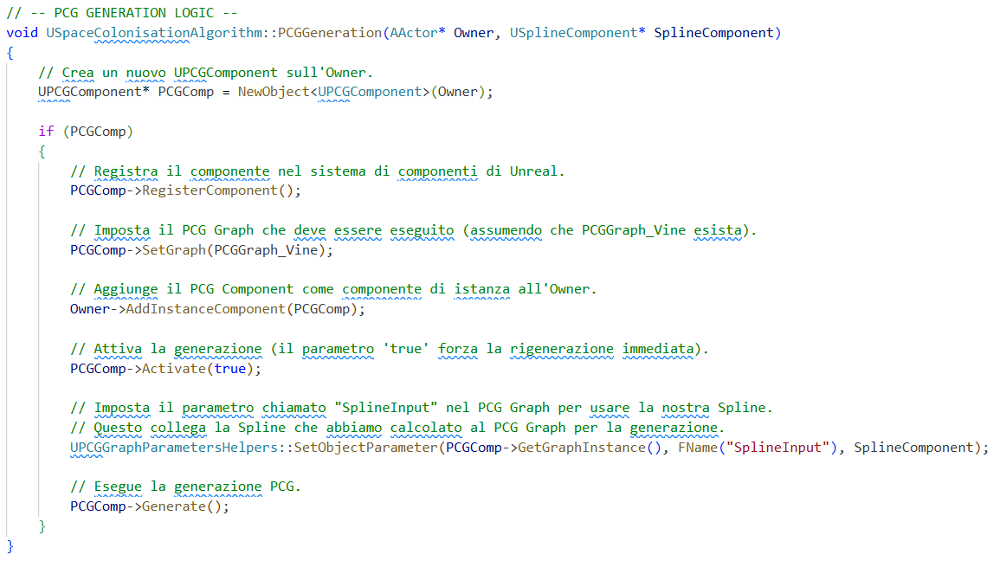 // -- PCG GENERATION LOGIC --
void USpaceColonisationAlgorithm::PCGGeneration(AActor* Owner, USplineComponent* SplineComponent)
{
    // Crea un nuovo UPCGComponent sull'Owner.
    UPCGComponent* PCGComp = NewObject<UPCGComponent>(Owner);

    if (PCGComp)
    {
        // Registra il componente nel sistema di componenti di Unreal.
        PCGComp->RegisterComponent();

        // Imposta il PCG Graph che deve essere eseguito (assumendo che PCGGraph_Vine esista).
        PCGComp->SetGraph(PCGGraph_Vine);

        // Aggiunge il PCG Component come componente di istanza all'Owner.
        Owner->AddInstanceComponent(PCGComp);

        // Attiva la generazione (il parametro 'true' forza la rigenerazione immediata).
        PCGComp->Activate(true);

        // Imposta il parametro chiamato "SplineInput" nel PCG Graph per usare la nostra Spline.
        // Questo collega la Spline che abbiamo calcolato al PCG Graph per la generazione.
        UPCGGraphParametersHelpers::SetObjectParameter(PCGComp->GetGraphInstance(), FName("SplineInput"), SplineComponent);

        // Esegue la generazione PCG.
        PCGComp->Generate();
    }
}